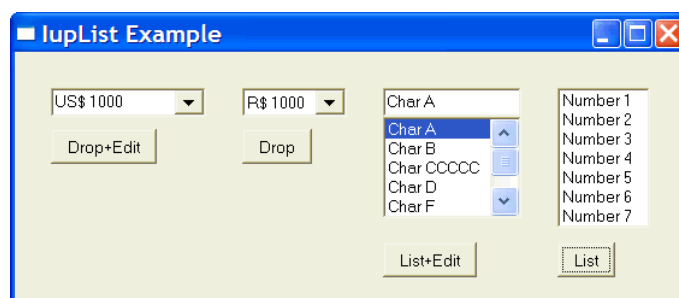 IupList Example
US$ 1000
Drop+Edit
R$ 1000
Drop
Char A
Char A
Char B
Char CCCCC
Char D
Char F
List+Edit
Number 1
Number 2
Number 3
Number 4
Number 5
Number 6
Number 7
List